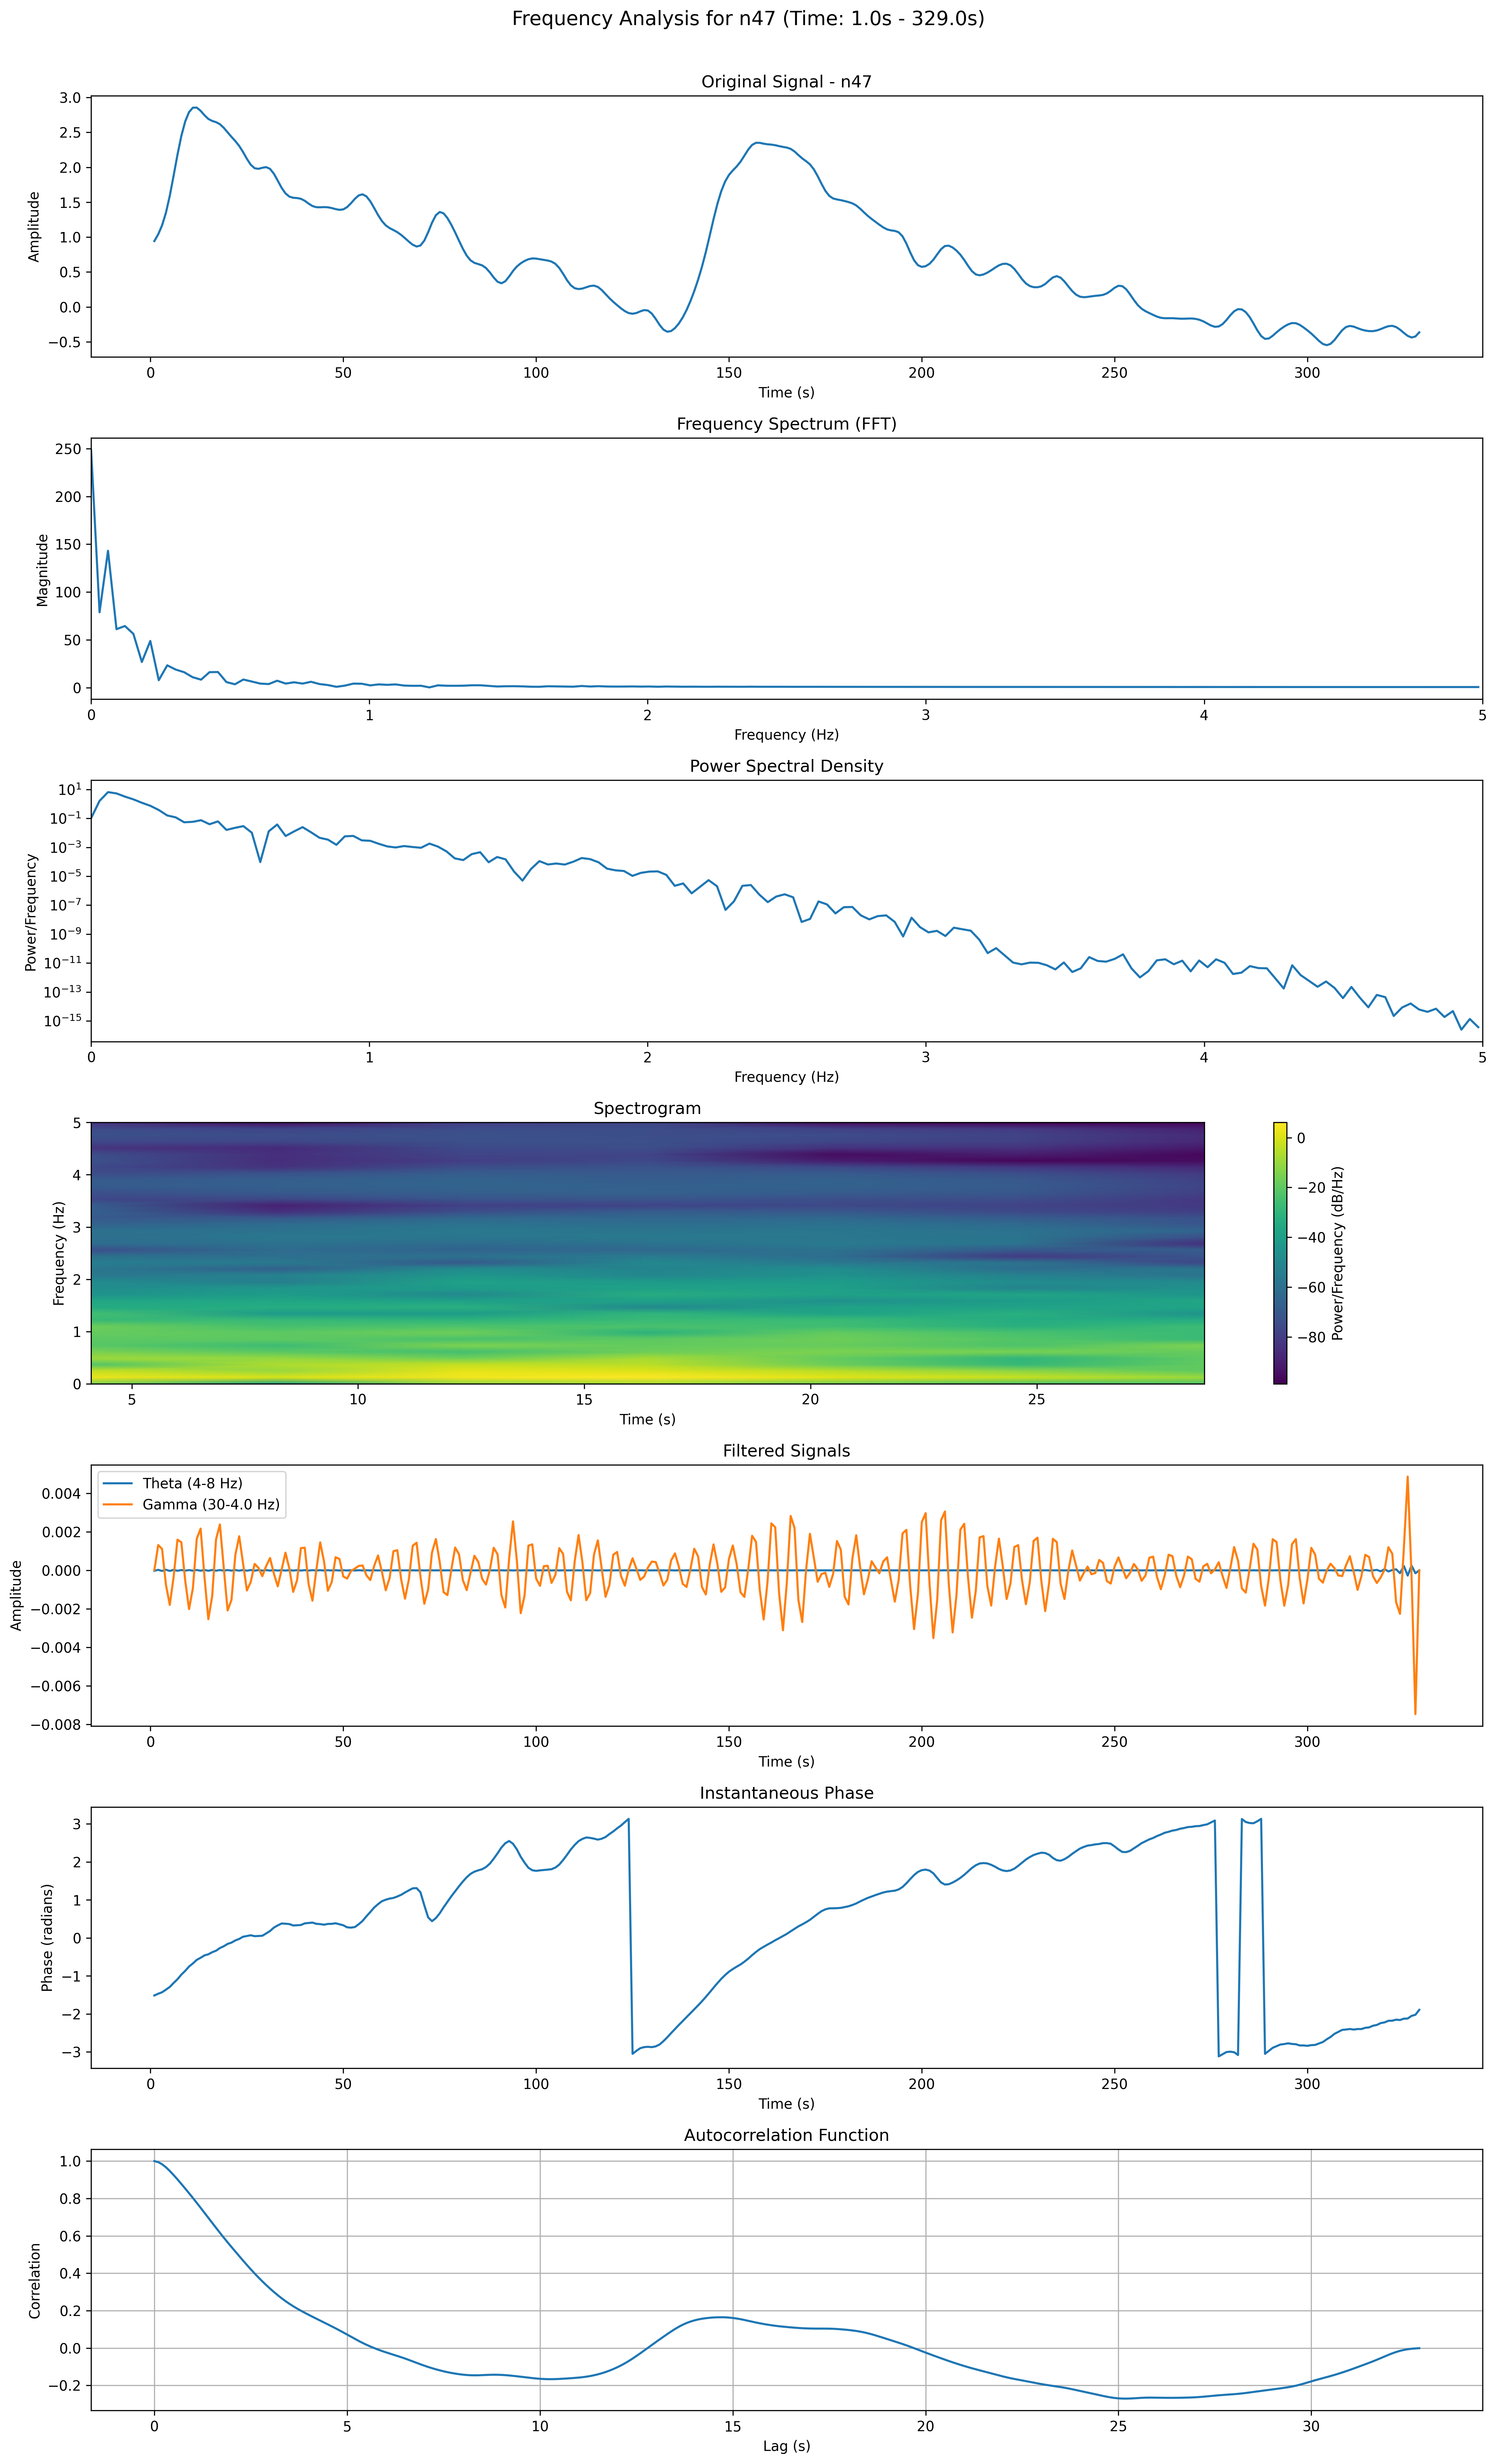 Frequency Analysis for n47 (Time: 1.0s - 329.0s)
Original Signal - n47
3.0
2.5
2.0
1.5
1.0
0.5
0.0
−0.5
Amplitude
0 50 100 150 200 250 300
Time (s)
Frequency Spectrum (FFT)
250
200
150
100
50
0
Magnitude
0 1 2 3 4 5
Frequency (Hz)
Power Spectral Density
10¹
10⁻¹
10⁻³
10⁻⁵
10⁻⁷
10⁻⁹
10⁻¹¹
10⁻¹³
10⁻¹⁵
Power/Frequency
0 1 2 3 4 5
Frequency (Hz)
Spectrogram
5
4
3
2
1
0
Frequency (Hz)
5 10 15 20 25
Time (s)
0
−20
−40
−60
−80
Power/Frequency (dB/Hz)
Filtered Signals
Theta (4-8 Hz)
Gamma (30-4.0 Hz)
0.004
0.002
0.000
−0.002
−0.004
−0.006
−0.008
Amplitude
0 50 100 150 200 250 300
Time (s)
Instantaneous Phase
3
2
1
0
−1
−2
−3
Phase (radians)
0 50 100 150 200 250 300
Time (s)
Autocorrelation Function
1.0
0.8
0.6
0.4
0.2
0.0
−0.2
Correlation
0 5 10 15 20 25 30
Lag (s)